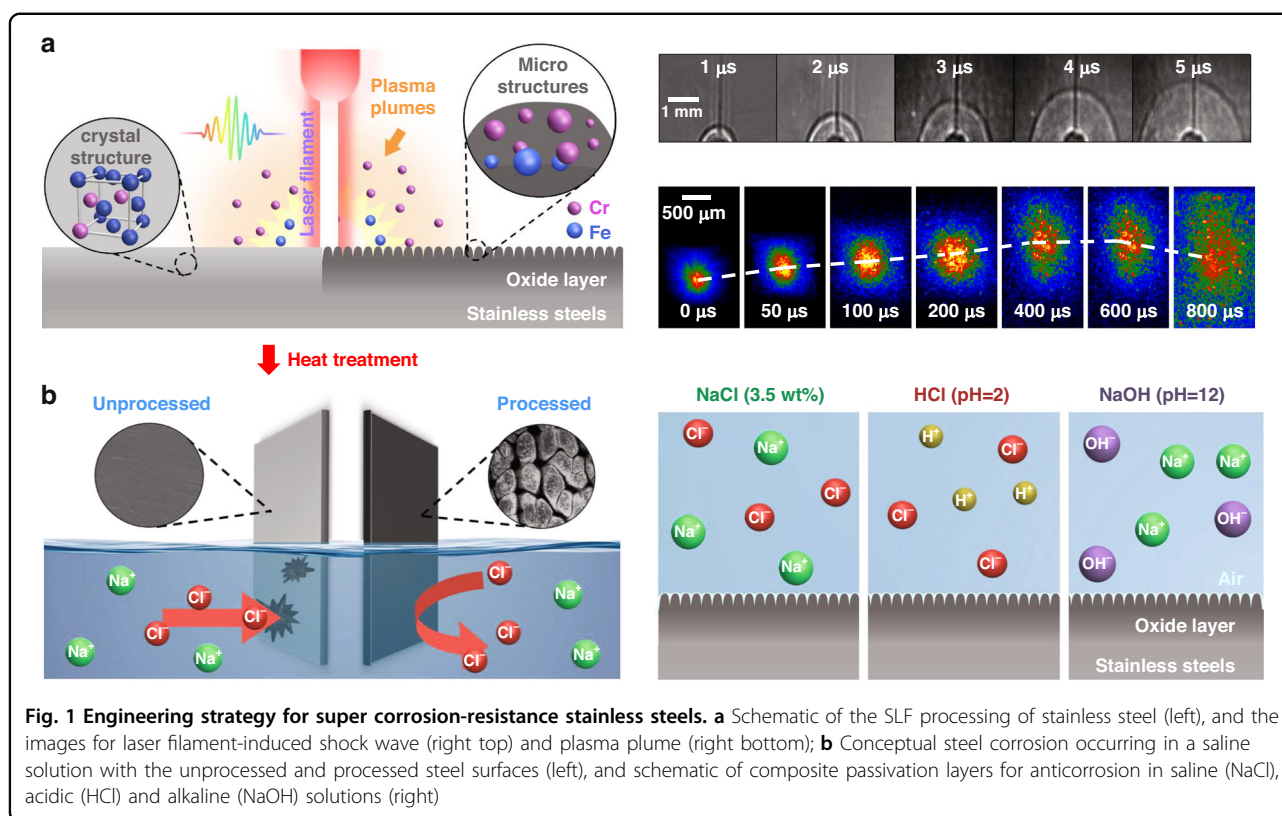 a
crystal
structure
Laser filament
Plasma
plumes
Micro
structures
Cr
Fe
Oxide layer
Stainless steels
1 μs
2 μs
3 μs
4 μs
5 μs
1 mm
500 μm
0 μs
50 μs
100 μs
200 μs
400 μs
600 μs
800 μs
Heat treatment
b
Unprocessed
Processed
Na⁺
Cl⁻
Na⁺
Cl⁻
Cl⁻
Cl⁻
Na⁺
Na⁺
Cl⁻
Cl⁻
Cl⁻
Cl⁻
Na⁺
Na⁺
NaCl (3.5 wt%)
Cl⁻
Na⁺
Cl⁻
Cl⁻
Na⁺
Na⁺
HCl (pH=2)
H⁺
Cl⁻
H⁺
H⁺
Cl⁻
Cl⁻
NaOH (pH=12)
OH⁻
Na⁺
Na⁺
Na⁺
OH⁻
OH⁻
Air
Oxide layer
Stainless steels
Fig. 1 Engineering strategy for super corrosion-resistance stainless steels. a Schematic of the SLF processing of stainless steel (left), and the
images for laser filament-induced shock wave (right top) and plasma plume (right bottom); b Conceptual steel corrosion occurring in a saline
solution with the unprocessed and processed steel surfaces (left), and schematic of composite passivation layers for anticorrosion in saline (NaCl),
acidic (HCl) and alkaline (NaOH) solutions (right)